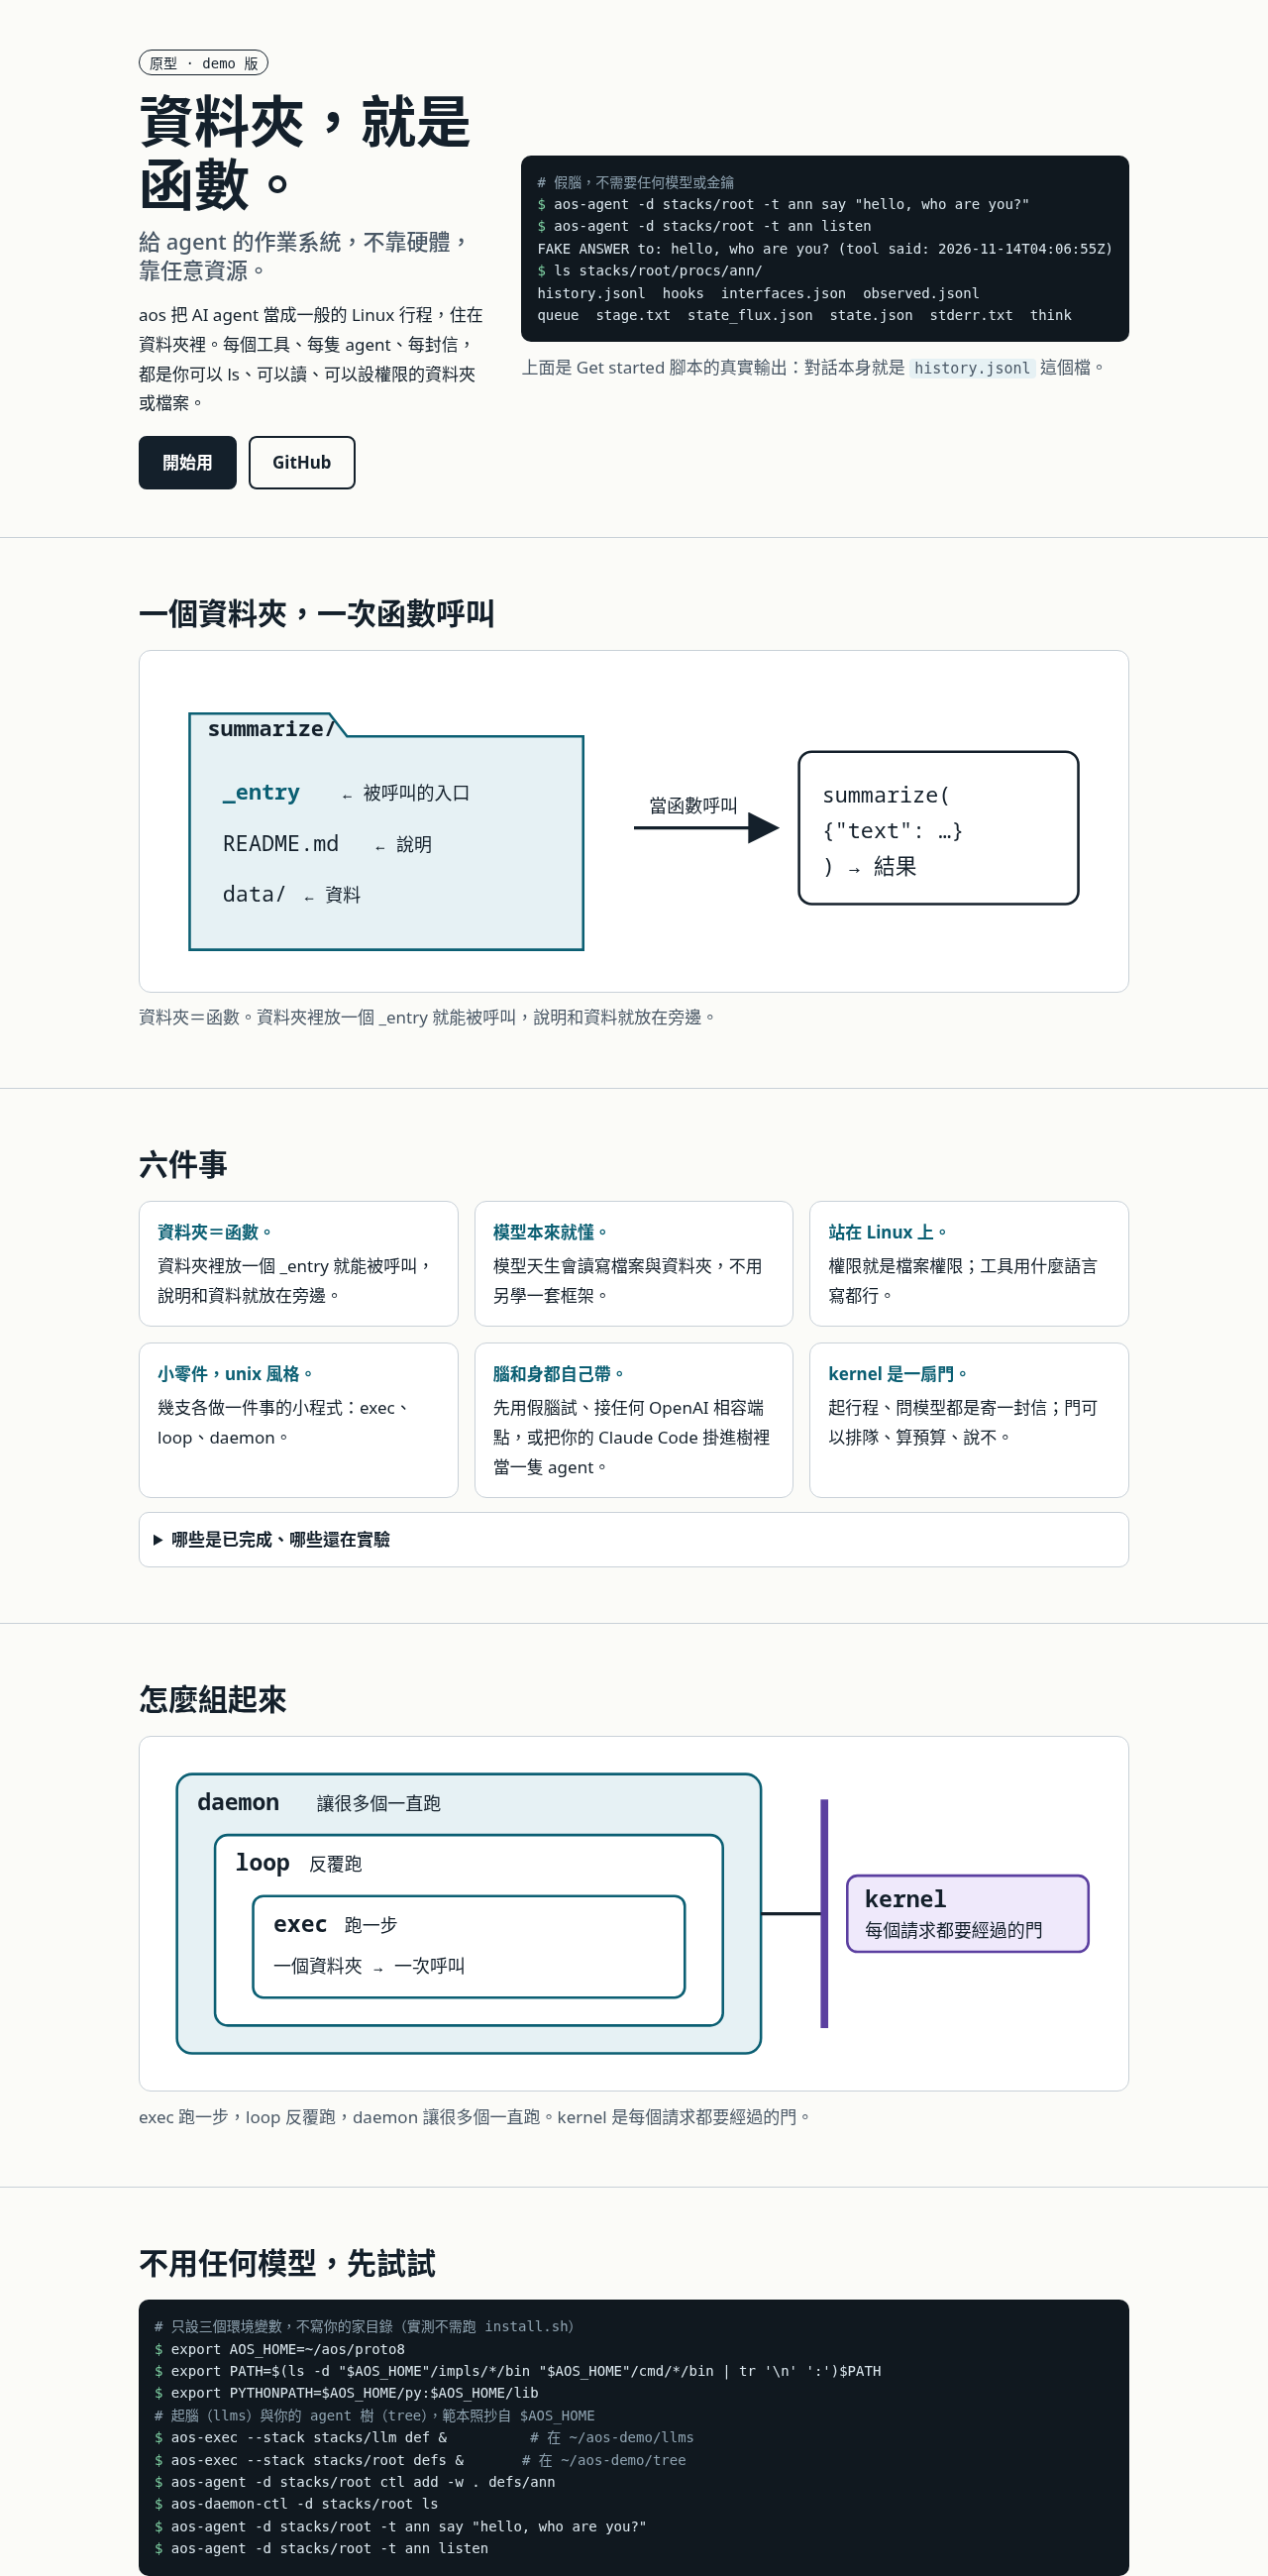 原型 · demo 版
資料夾，就是
函數。
給 agent 的作業系統，不靠硬體，
靠任意資源。
aos 把 AI agent 當成一般的 Linux 行程，住在
資料夾裡。每個工具、每隻 agent、每封信，
都是你可以 ls、可以讀、可以設權限的資料夾
或檔案。
開始用
GitHub
# 假腦，不需要任何模型或金鑰
$ aos-agent -d stacks/root -t ann say "hello, who are you?"
$ aos-agent -d stacks/root -t ann listen
FAKE ANSWER to: hello, who are you? (tool said: 2026-11-14T04:06:55Z)
$ ls stacks/root/procs/ann/
history.jsonl  hooks  interfaces.json  observed.jsonl
queue  stage.txt  state_flux.json  state.json  stderr.txt  think
上面是 Get started 腳本的真實輸出：對話本身就是 history.jsonl 這個檔。
一個資料夾，一次函數呼叫
summarize/
_entry ← 被呼叫的入口
README.md ← 說明
data/ ← 資料
當函數呼叫
summarize(
{"text": …}
) → 結果
資料夾＝函數。資料夾裡放一個 _entry 就能被呼叫，說明和資料就放在旁邊。
六件事
資料夾＝函數。
資料夾裡放一個 _entry 就能被呼叫，
說明和資料就放在旁邊。
模型本來就懂。
模型天生會讀寫檔案與資料夾，不用
另學一套框架。
站在 Linux 上。
權限就是檔案權限；工具用什麼語言
寫都行。
小零件，unix 風格。
幾支各做一件事的小程式：exec、
loop、daemon。
腦和身都自己帶。
先用假腦試、接任何 OpenAI 相容端
點，或把你的 Claude Code 掛進樹裡
當一隻 agent。
kernel 是一扇門。
起行程、問模型都是寄一封信；門可
以排隊、算預算、說不。
▶ 哪些是已完成、哪些還在實驗
怎麼組起來
daemon 讓很多個一直跑
loop 反覆跑
exec 跑一步
一個資料夾 → 一次呼叫
kernel
每個請求都要經過的門
exec 跑一步，loop 反覆跑，daemon 讓很多個一直跑。kernel 是每個請求都要經過的門。
不用任何模型，先試試
# 只設三個環境變數，不寫你的家目錄（實測不需跑 install.sh）
$ export AOS_HOME=~/aos/proto8
$ export PATH=$(ls -d "$AOS_HOME"/impls/*/bin "$AOS_HOME"/cmd/*/bin | tr '\n' ':')$PATH
$ export PYTHONPATH=$AOS_HOME/py:$AOS_HOME/lib
# 起腦（llms）與你的 agent 樹（tree），範本照抄自 $AOS_HOME
$ aos-exec --stack stacks/llm def &          # 在 ~/aos-demo/llms
$ aos-exec --stack stacks/root defs &       # 在 ~/aos-demo/tree
$ aos-agent -d stacks/root ctl add -w . defs/ann
$ aos-daemon-ctl -d stacks/root ls
$ aos-agent -d stacks/root -t ann say "hello, who are you?"
$ aos-agent -d stacks/root -t ann listen